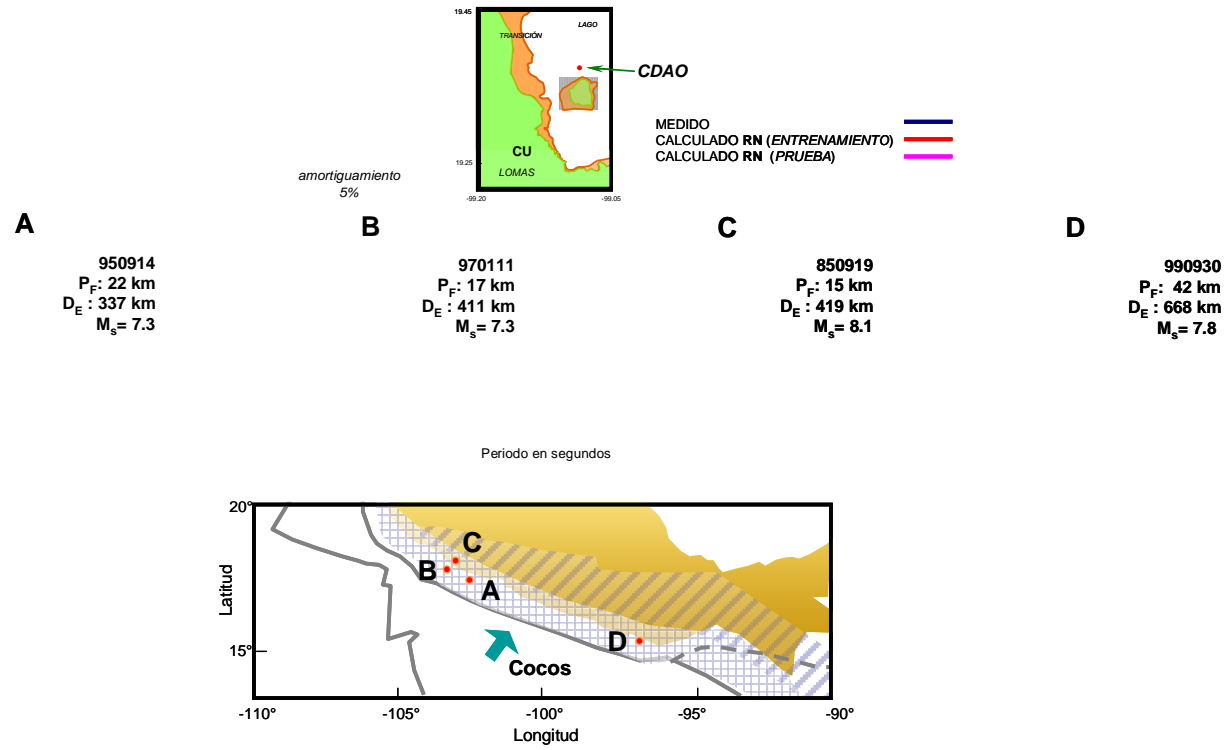 19.45
LAGO
TRANSICIÓN
CDAO
MEDIDO
CALCULADO RN (ENTRENAMIENTO)
CALCULADO RN (PRUEBA)
CU
19.25
LOMAS
amortiguamiento
5%
-99.20
-99.05
A
950914
PF: 22 km
DE : 337 km
Ms= 7.3
B
970111
PF: 17 km
DE : 411 km
Ms= 7.3
C
850919
PF: 15 km
DE : 419 km
Ms= 8.1
D
990930
PF: 42 km
DE : 668 km
Ms= 7.8
Periodo en segundos
20°
C
B
A
Latitud
D
15°
Cocos
-110°
-105°
-100°
-95°
-90°
Longitud